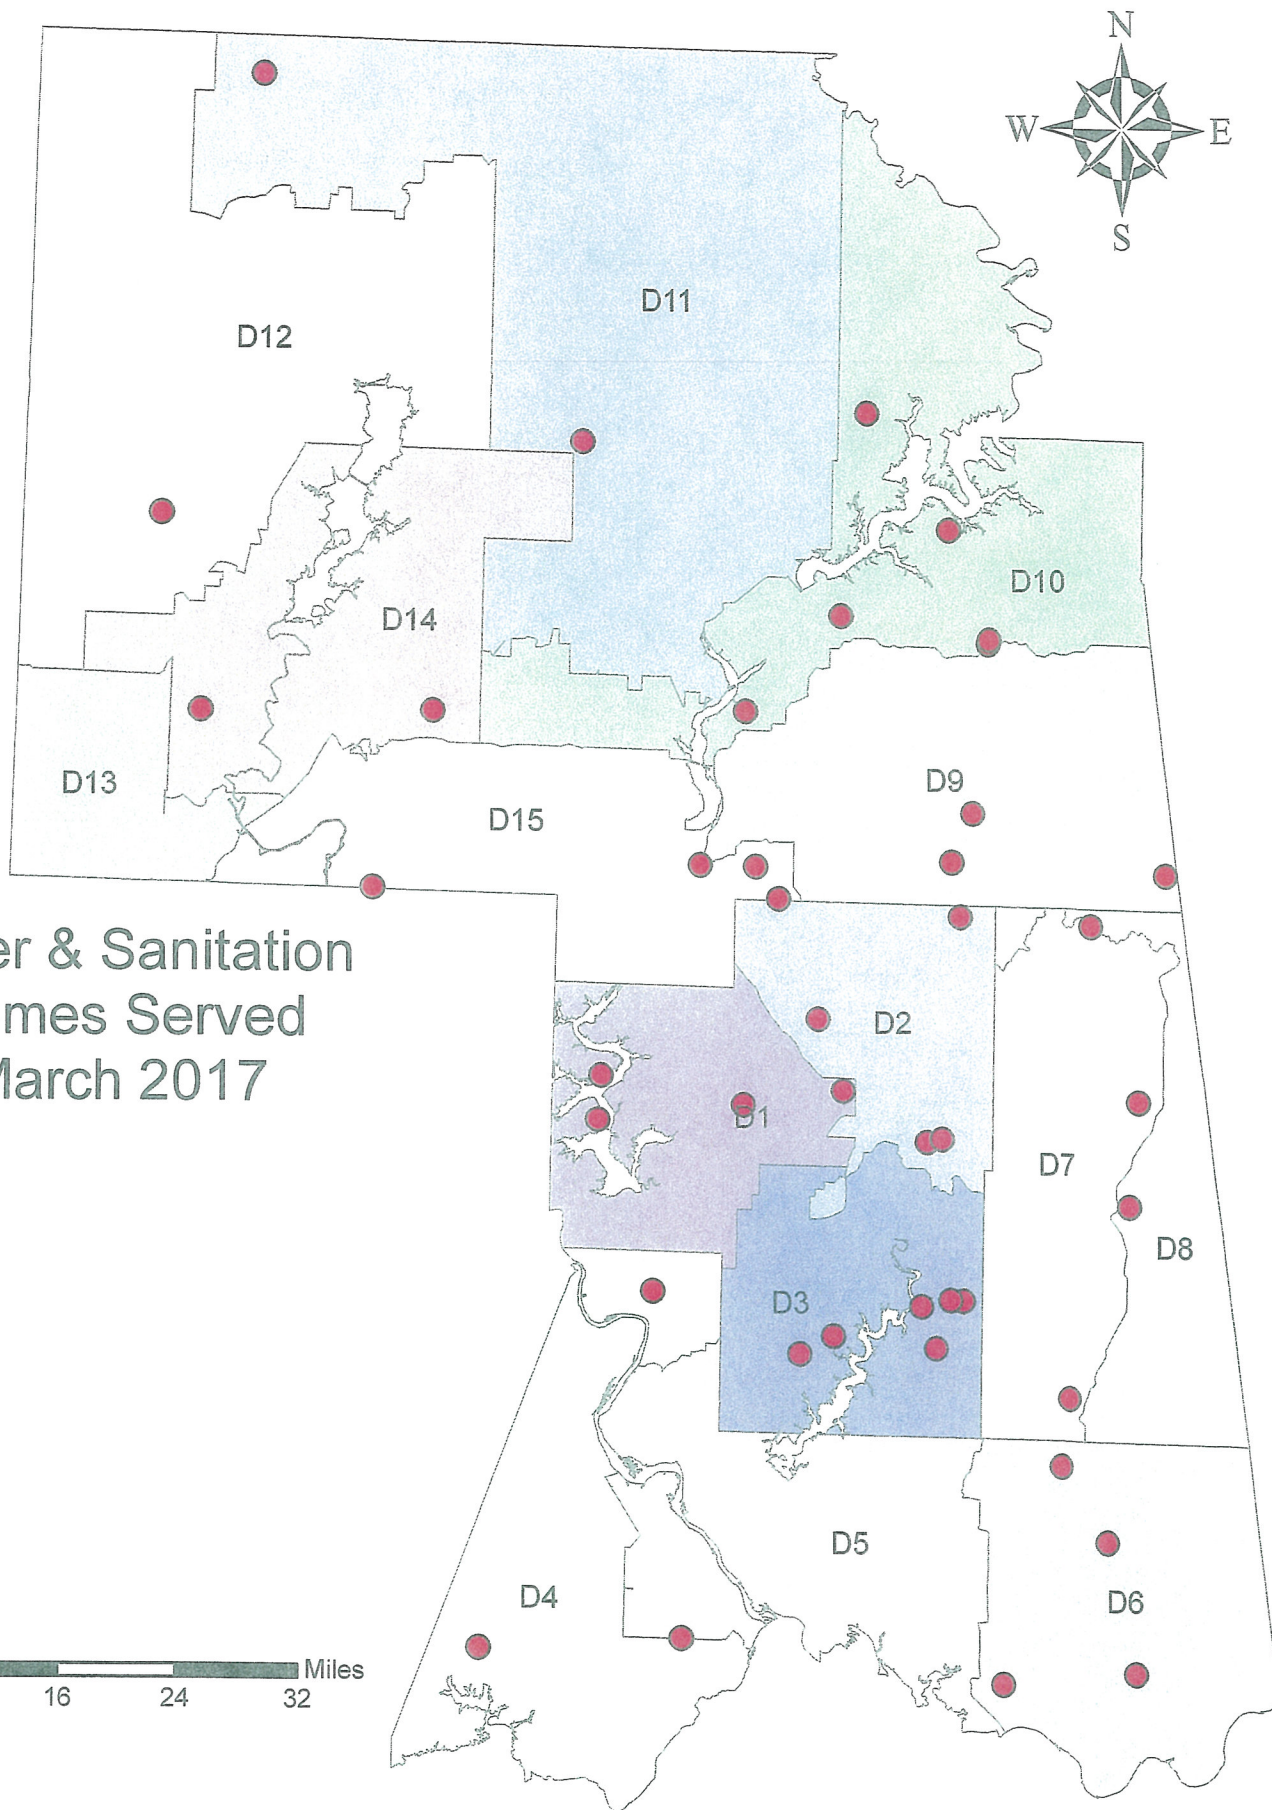 N
W E
S
D11
D12
D10
D14
D13
D9
D15
er & Sanitation
mes Served
March 2017
D2
D1
D7
D8
D3
D5
D4
D6
Miles
16 24 32